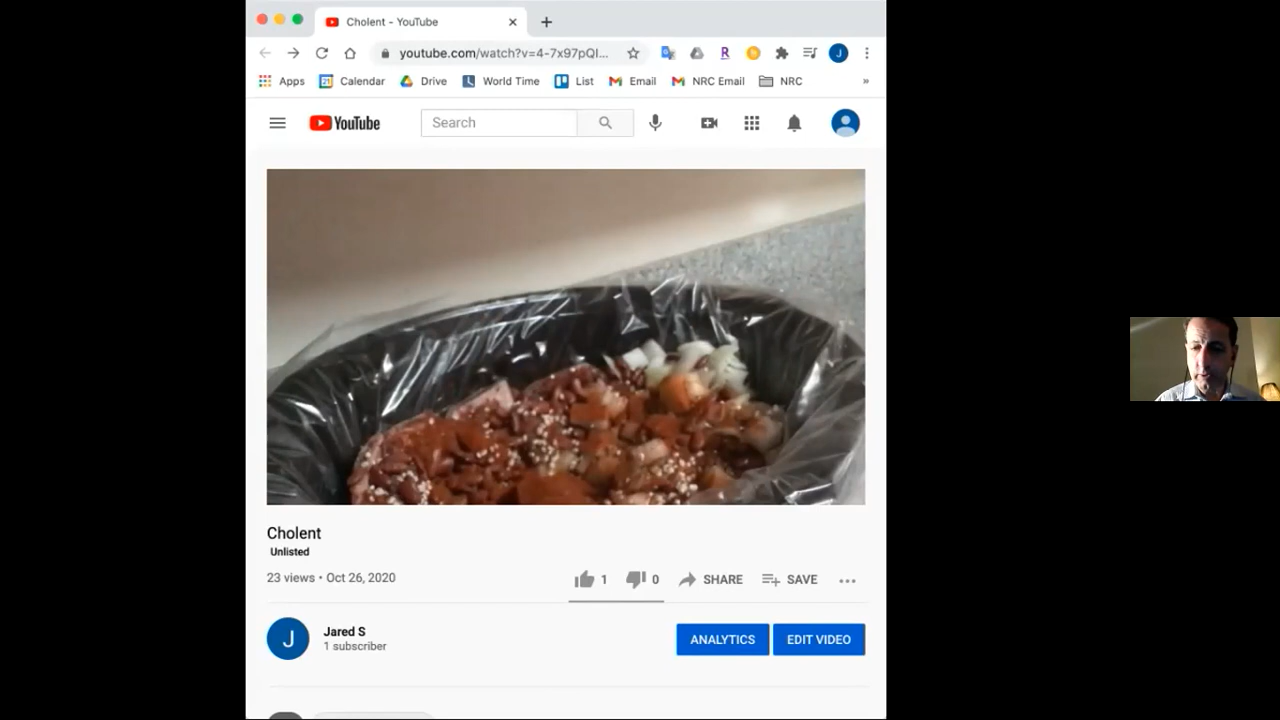 Cholent - YouTube
youtube.com/watch?v=4-7x97pQI...
R
J
Apps
Calendar
Drive
World Time
List
Email
NRC Email
NRC
»
YouTube
Search
Cholent
Unlisted
23 views • Oct 26, 2020
1
0
SHARE
SAVE
J
Jared S
1 subscriber
ANALYTICS
EDIT VIDEO